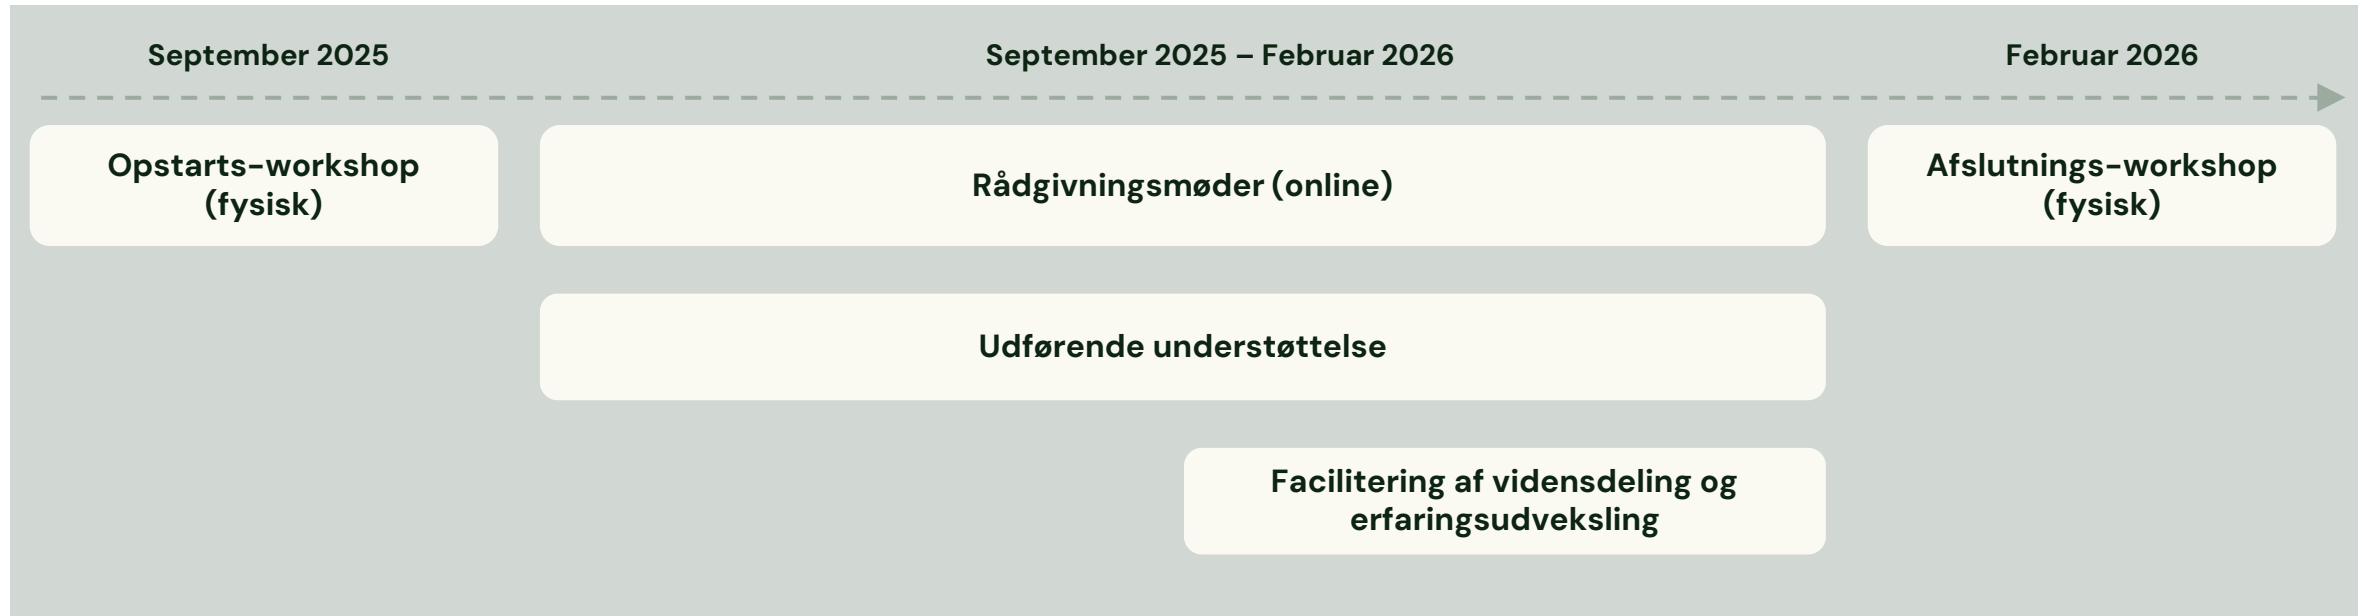 September 2025
September 2025 – Februar 2026
Februar 2026
Opstarts-workshop
(fysisk)
Rådgivningsmøder (online)
Afslutnings-workshop
(fysisk)
Udførende understøttelse
Facilitering af vidensdeling og
erfaringsudveksling